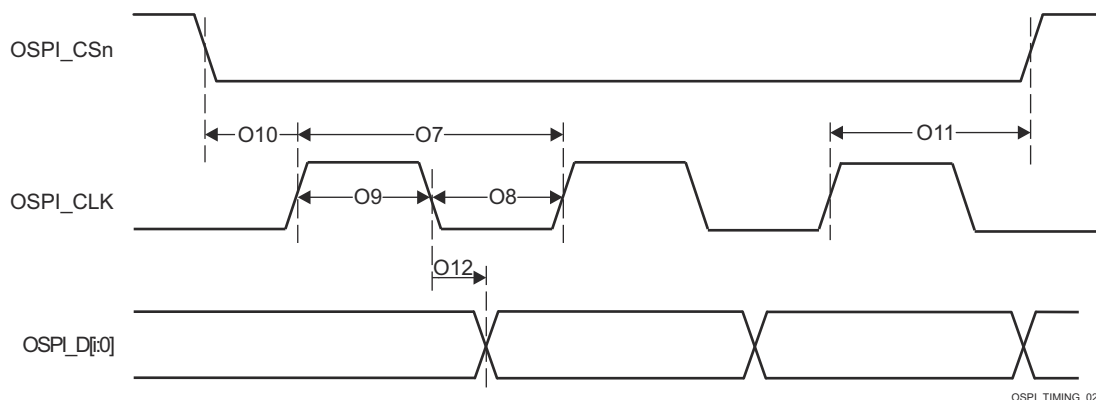 OSPI_CSn
O10
O7
O11
OSPI_CLK
O9
O8
O12
OSPI_D[i:0]
OSPI_TIMING_02